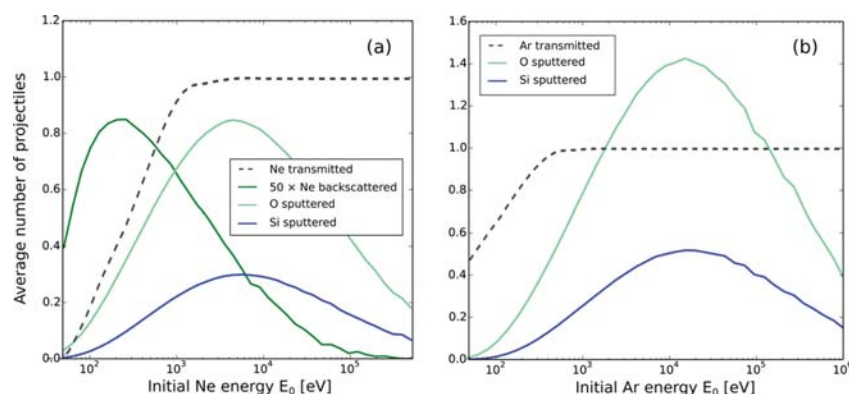 (a)
1.0
0.8
0.6
0.4
0.2
0.0
Average number of projectiles
Ne transmitted
50 × Ne backscattered
O sputtered
Si sputtered
10² 10³ 10⁴ 10⁵
Initial Ne energy E₀ [eV]
(b)
1.6
1.4
1.2
1.0
0.8
0.6
0.4
0.2
0.0
Ar transmitted
O sputtered
Si sputtered
10² 10³ 10⁴ 10⁵ 10⁶
Initial Ar energy E₀ [eV]